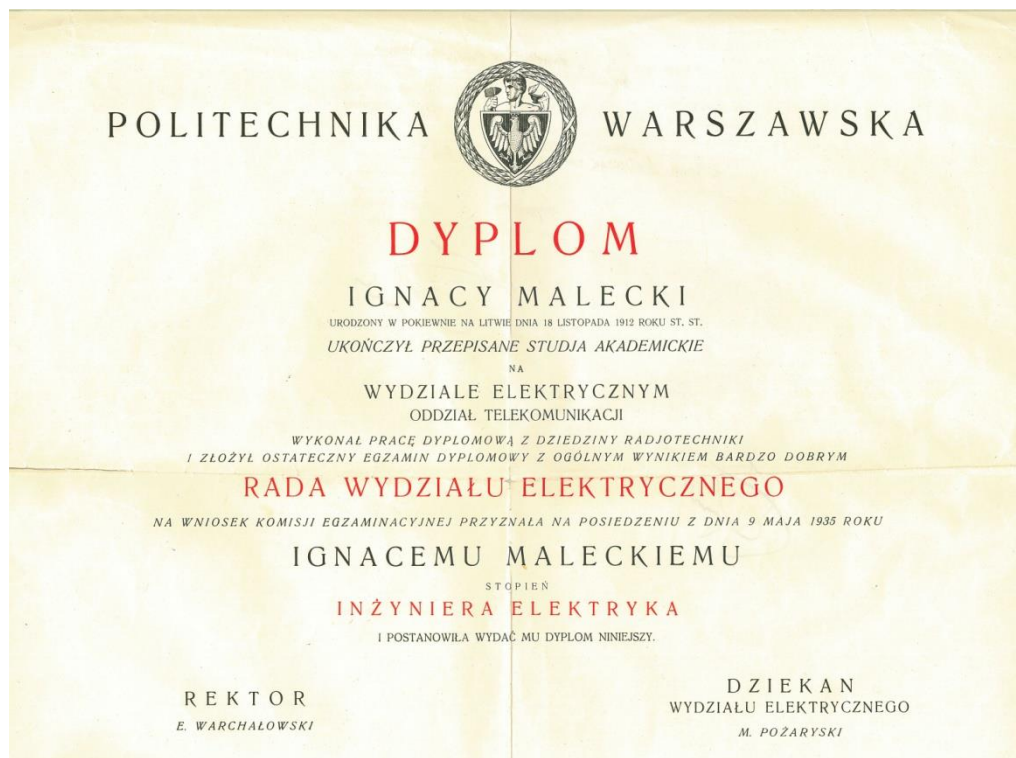 POLITECHNIKA WARSZAWSKA
DYPLOM
IGNACY MALECKI
URODZONY W POKIEWNIE NA LITWIE DNIA 18 LISTOPADA 1912 ROKU ST. ST.
UKOŃCZYŁ PRZEPISANE STUDJA AKADEMICKIE
NA
WYDZIALE ELEKTRYCZNYM
ODDZIAŁ TELEKOMUNIKACJI
WYKONAŁ PRACĘ DYPLOMOWĄ Z DZIEDZINY RADJOTECHNIKI
I ZŁOŻYŁ OSTATECZNY EGZAMIN DYPLOMOWY Z OGÓLNYM WYNIKIEM BARDZO DOBRYM
RADA WYDZIAŁU ELEKTRYCZNEGO
NA WNIOSEK KOMISJI EGZAMINACYJNEJ PRZYZNAŁA NA POSIEDZENIU Z DNIA 9 MAJA 1935 ROKU
IGNACEMU MALECKIEMU
STOPIEŃ
INŻYNIERA ELEKTRYKA
I POSTANOWIŁA WYDAĆ MU DYPLOM NINIEJSZY.
REKTOR
E. WARCHAŁOWSKI
DZIEKAN
WYDZIAŁU ELEKTRYCZNEGO
M. POŻARYSKI